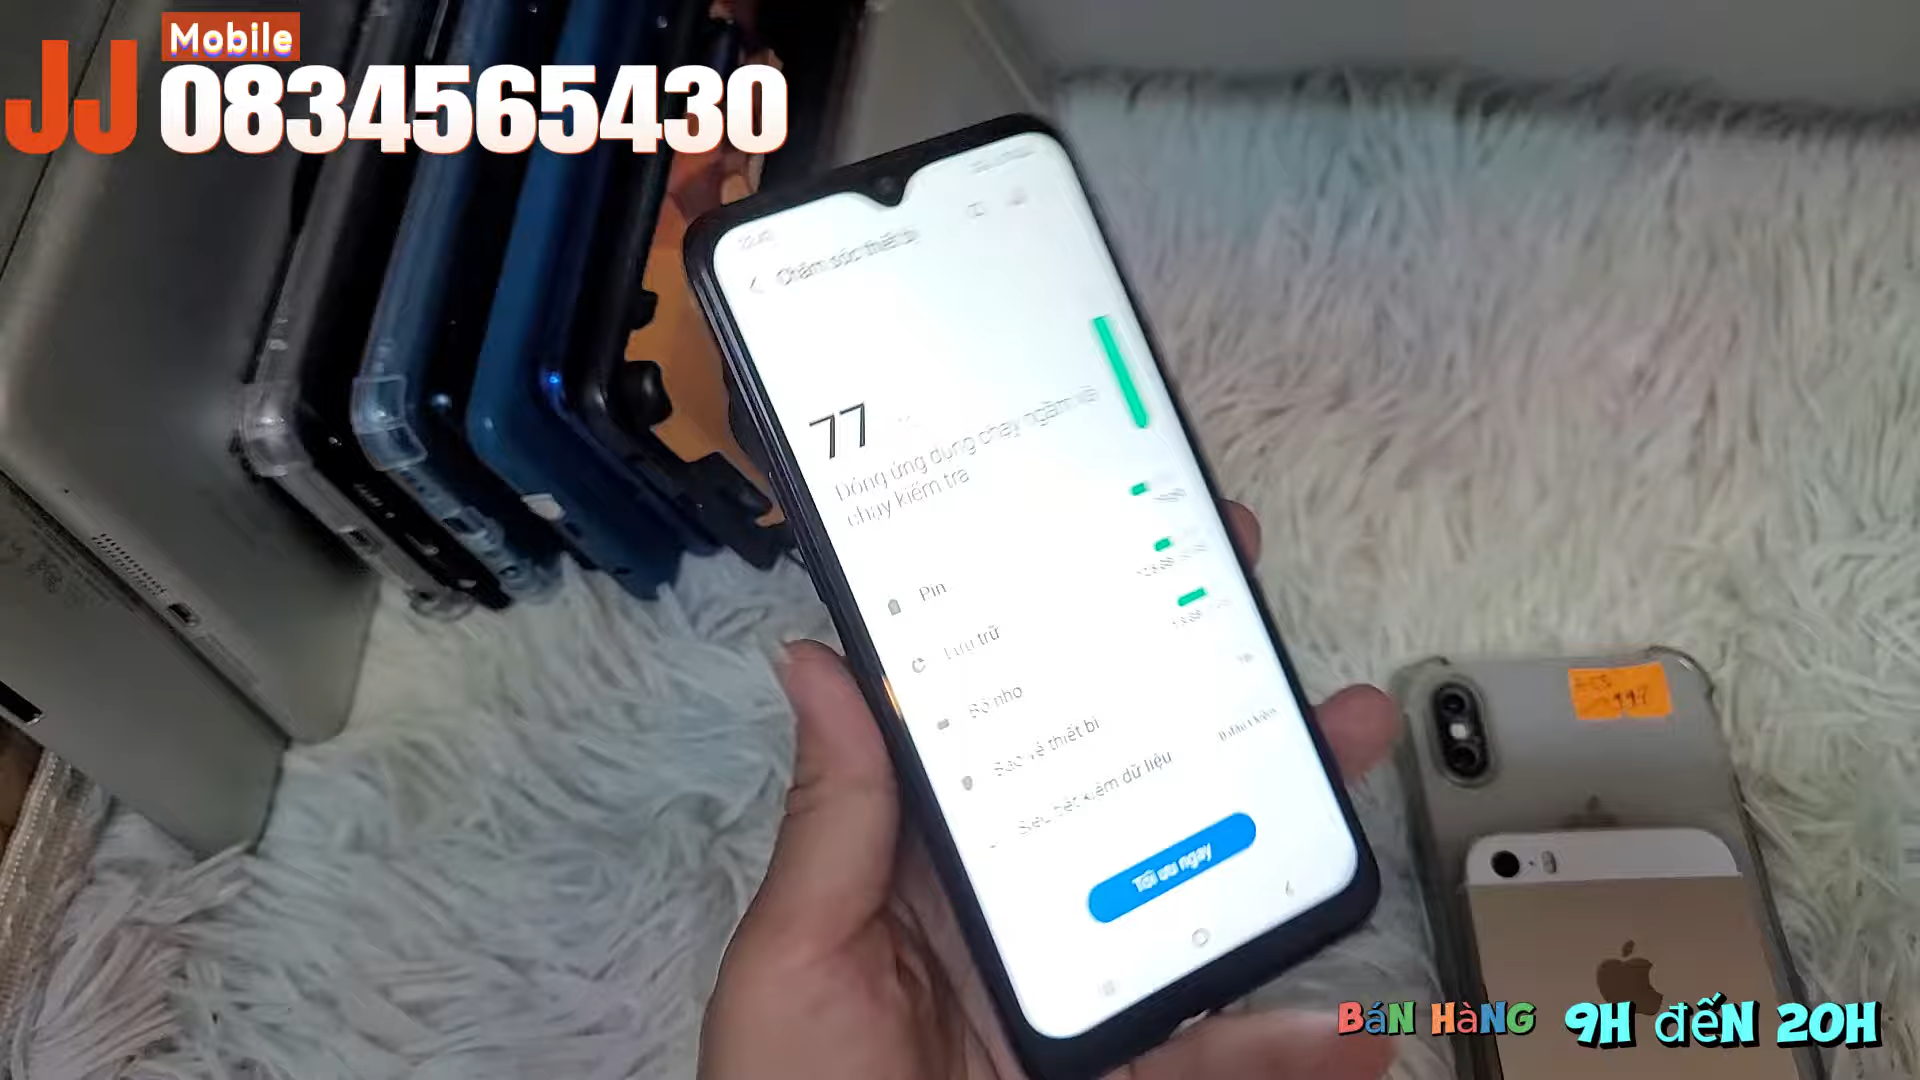 Mobile
JJ 0834565430
Chăm sóc thiết bị
77
Đóng ứng dụng chạy ngầm và
chạy kiểm tra
Pin
Lưu trữ
Bộ nhớ
Bảo vệ thiết bị
Siêu tiết kiệm dữ liệu
Tối ưu ngay
BáN HàNG 9H đếN 20H